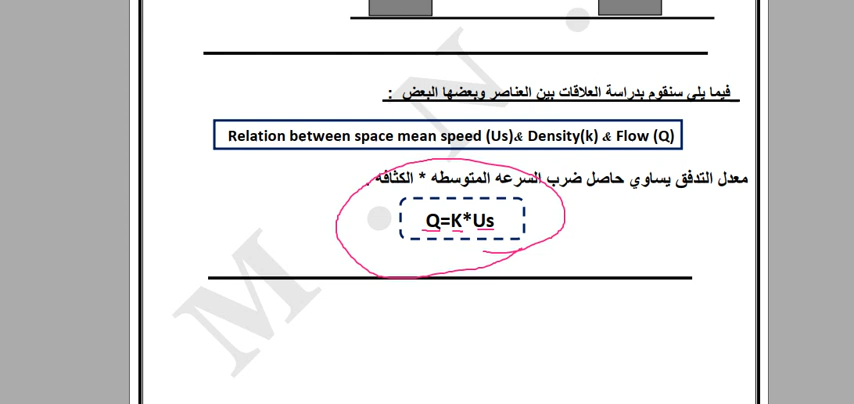 فيما يلي سنقوم بدراسة العلاقات بين العناصر وبعضها البعض :
Relation between space mean speed (Us)& Density(k) & Flow (Q)
معدل التدفق يساوي حاصل ضرب السرعه المتوسطه * الكثافه .
Q=K*Us
M . N .